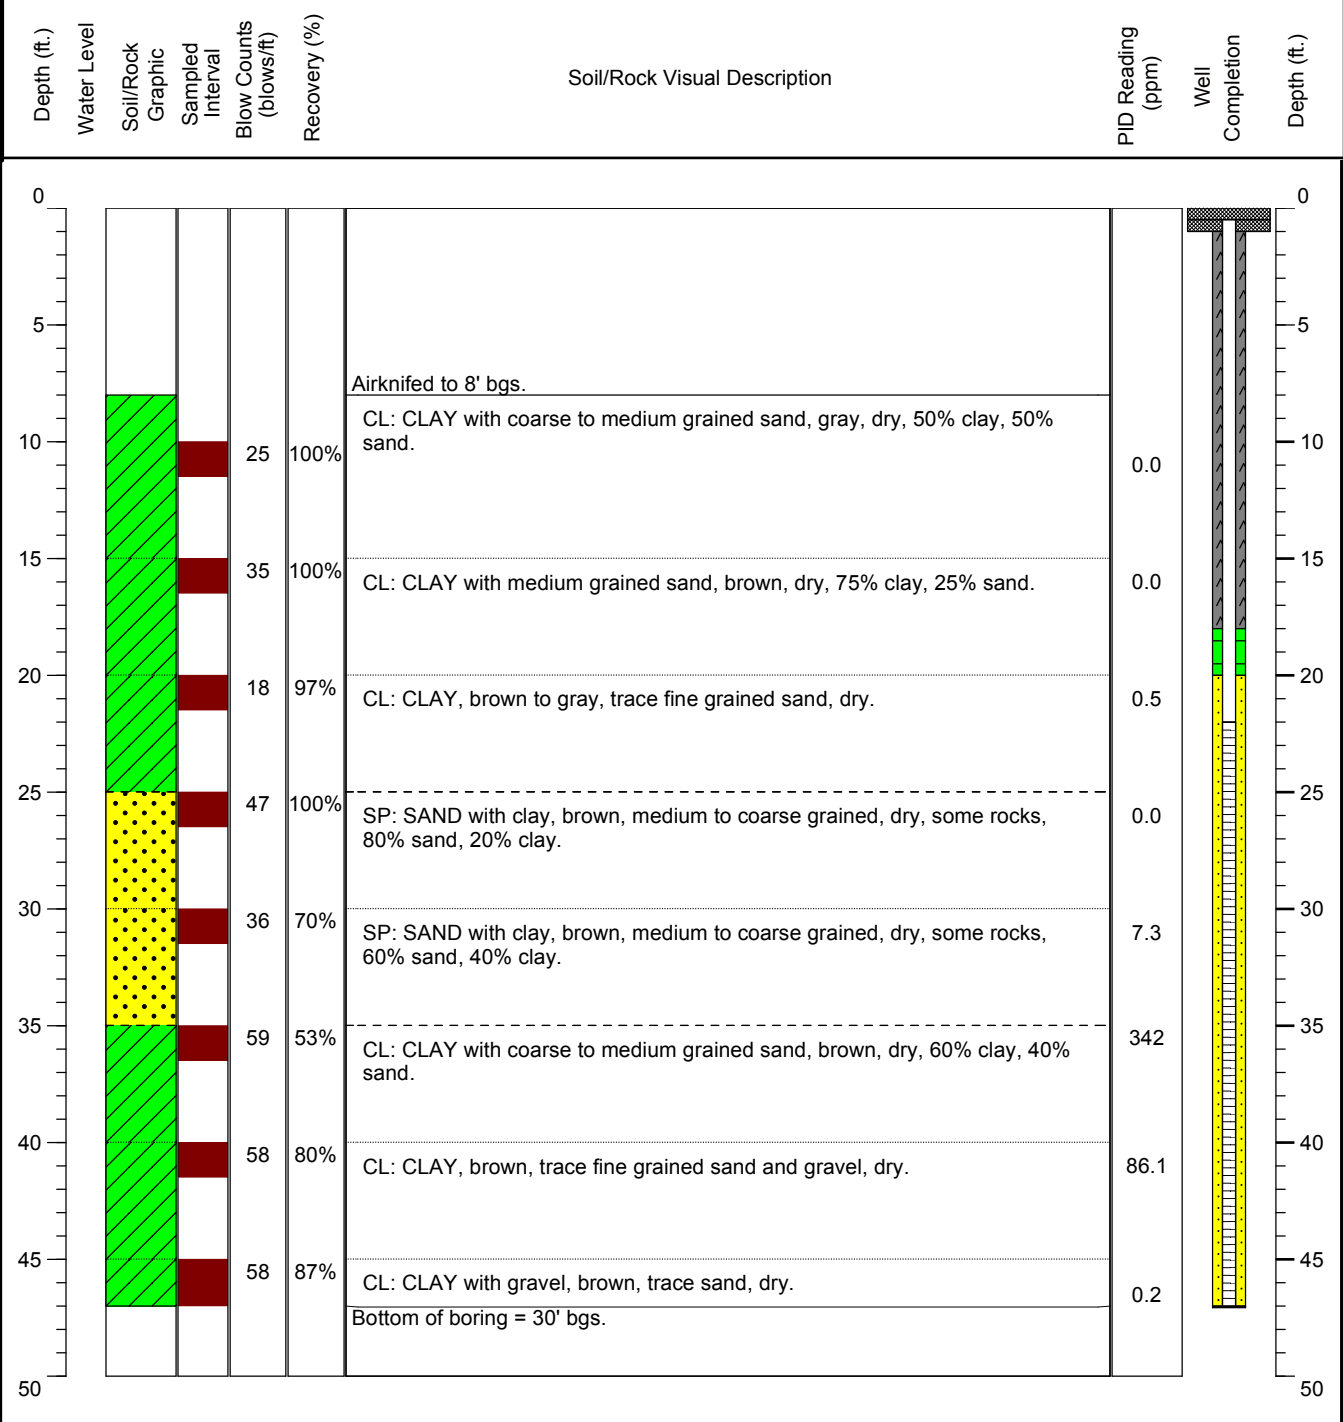 Depth (ft.)
Water Level
Soil/Rock
Graphic
Sampled
Interval
Blow Counts
(blows/ft)
Recovery (%)
Soil/Rock Visual Description
PID Reading
(ppm)
Well
Completion
Depth (ft.)
0 0
5 5
Airknifed to 8' bgs.
CL: CLAY with coarse to medium grained sand, gray, dry, 50% clay, 50%
sand.
10 25 100% 0.0 10
15 35 100% 15
CL: CLAY with medium grained sand, brown, dry, 75% clay, 25% sand. 0.0
20 18 97% 20
CL: CLAY, brown to gray, trace fine grained sand, dry. 0.5
25 47 100% 25
SP: SAND with clay, brown, medium to coarse grained, dry, some rocks, 0.0
80% sand, 20% clay.
30 36 70% 30
SP: SAND with clay, brown, medium to coarse grained, dry, some rocks, 7.3
60% sand, 40% clay.
35 59 53% 342 35
CL: CLAY with coarse to medium grained sand, brown, dry, 60% clay, 40%
sand.
40 58 80% 40
CL: CLAY, brown, trace fine grained sand and gravel, dry. 86.1
45 58 87% 45
CL: CLAY with gravel, brown, trace sand, dry. 0.2
Bottom of boring = 30' bgs.
50 50